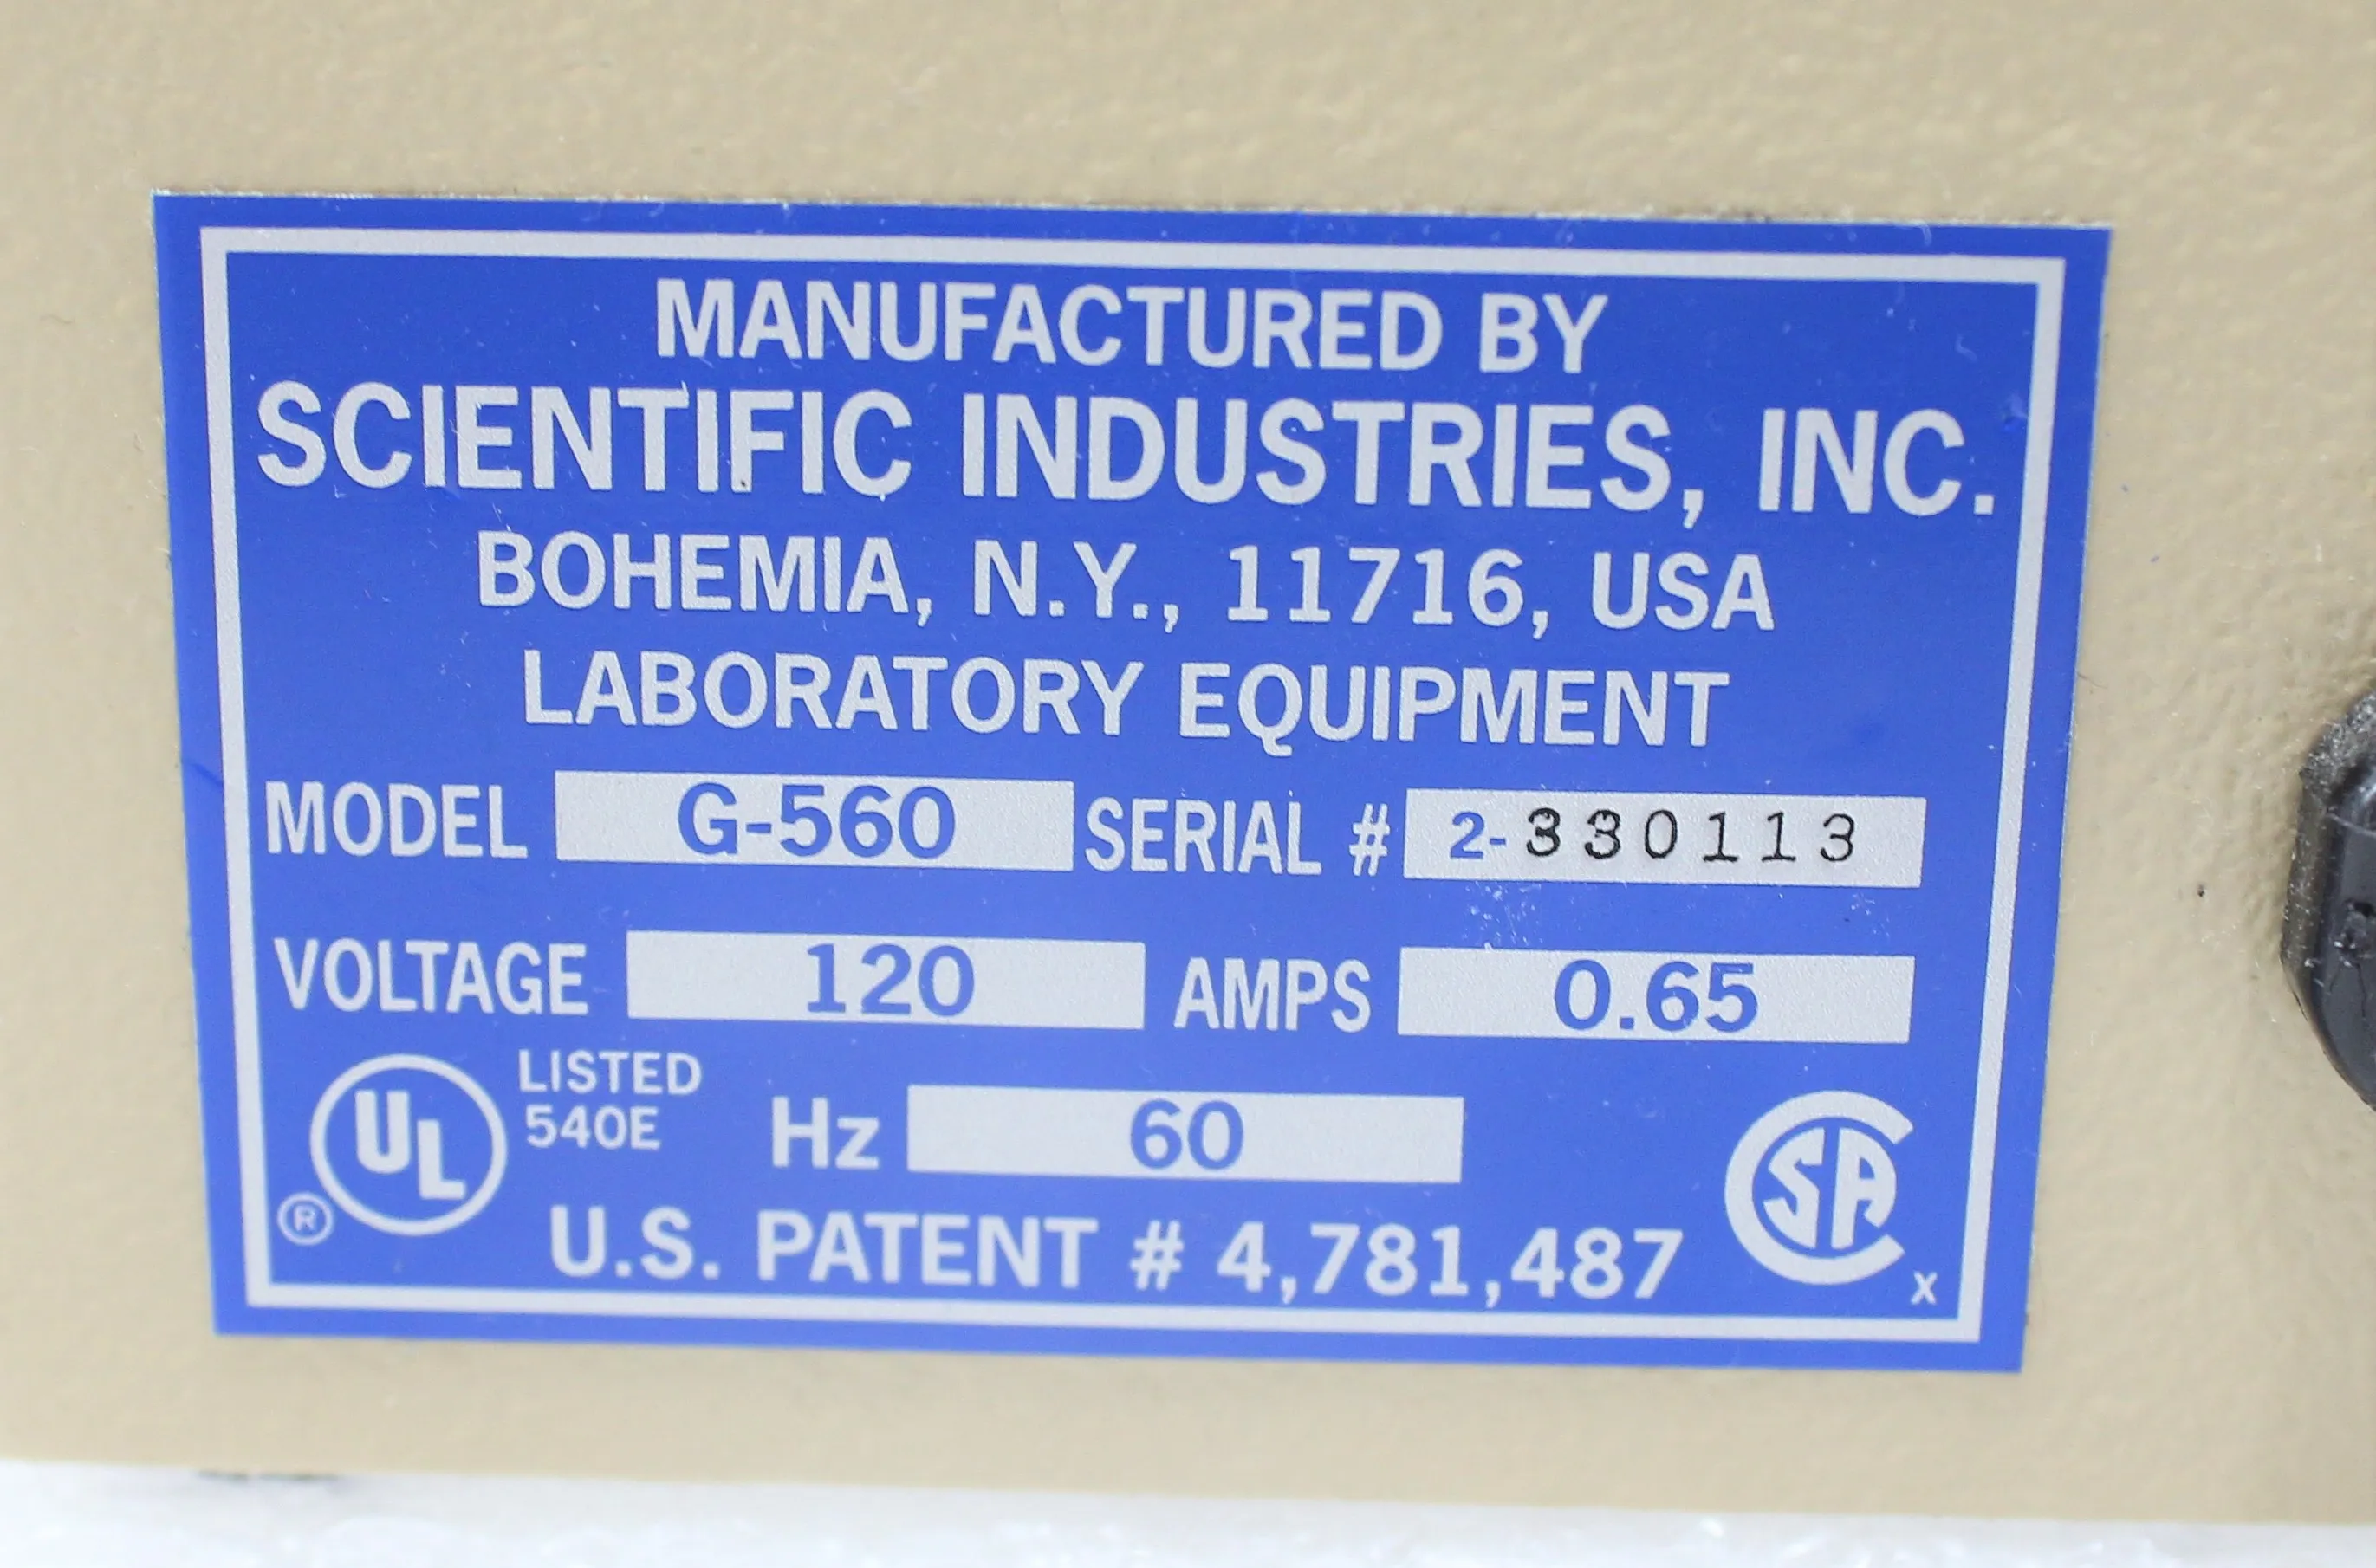 MANUFACTURED BY
SCIENTIFIC INDUSTRIES, INC.
BOHEMIA, N.Y., 11716, USA
LABORATORY EQUIPMENT
MODEL G-560 SERIAL # 2-330113
VOLTAGE 120 AMPS 0.65
UL LISTED
540E
Hz 60
CSA
®
U.S. PATENT # 4,781,487
X